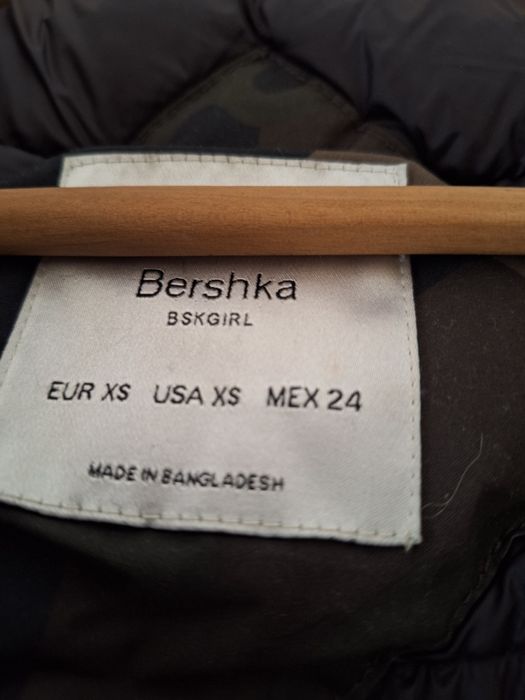 Bershka
BSKGIRL
EUR XS USA XS MEX 24
MADE IN BANGLADESH